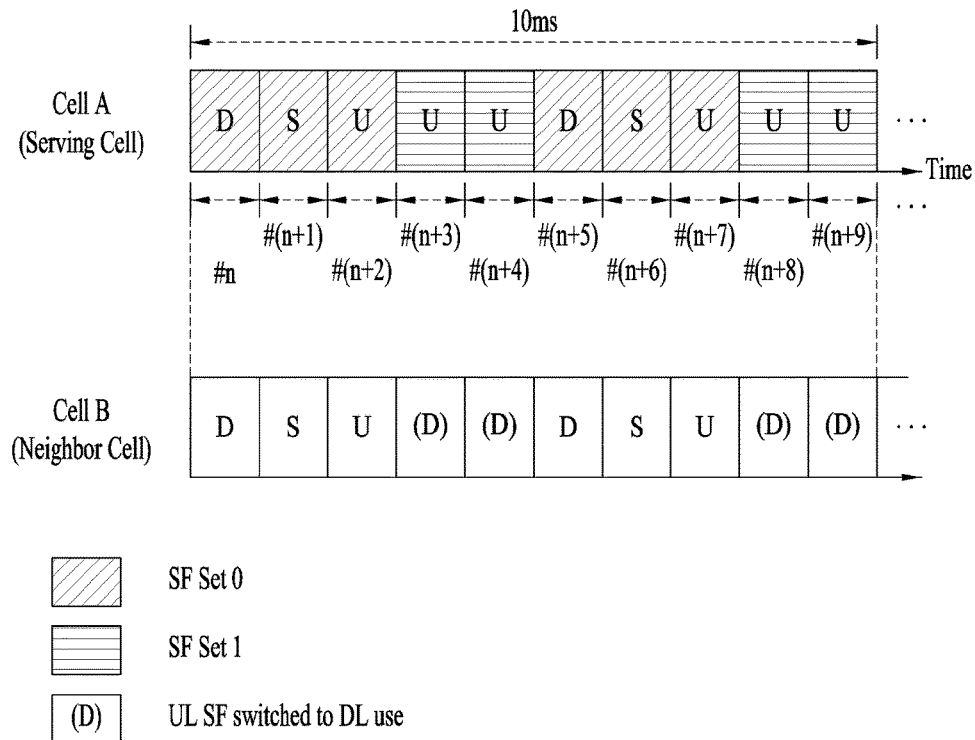 10ms
Cell A
(Serving Cell)
D S U U U D S U U U ...
Time
...
#n #(n+1) #(n+2) #(n+3) #(n+4) #(n+5) #(n+6) #(n+7) #(n+8) #(n+9)
Cell B
(Neighbor Cell)
D S U (D) (D) D S U (D) (D) ...
SF Set 0
SF Set 1
(D) UL SF switched to DL use